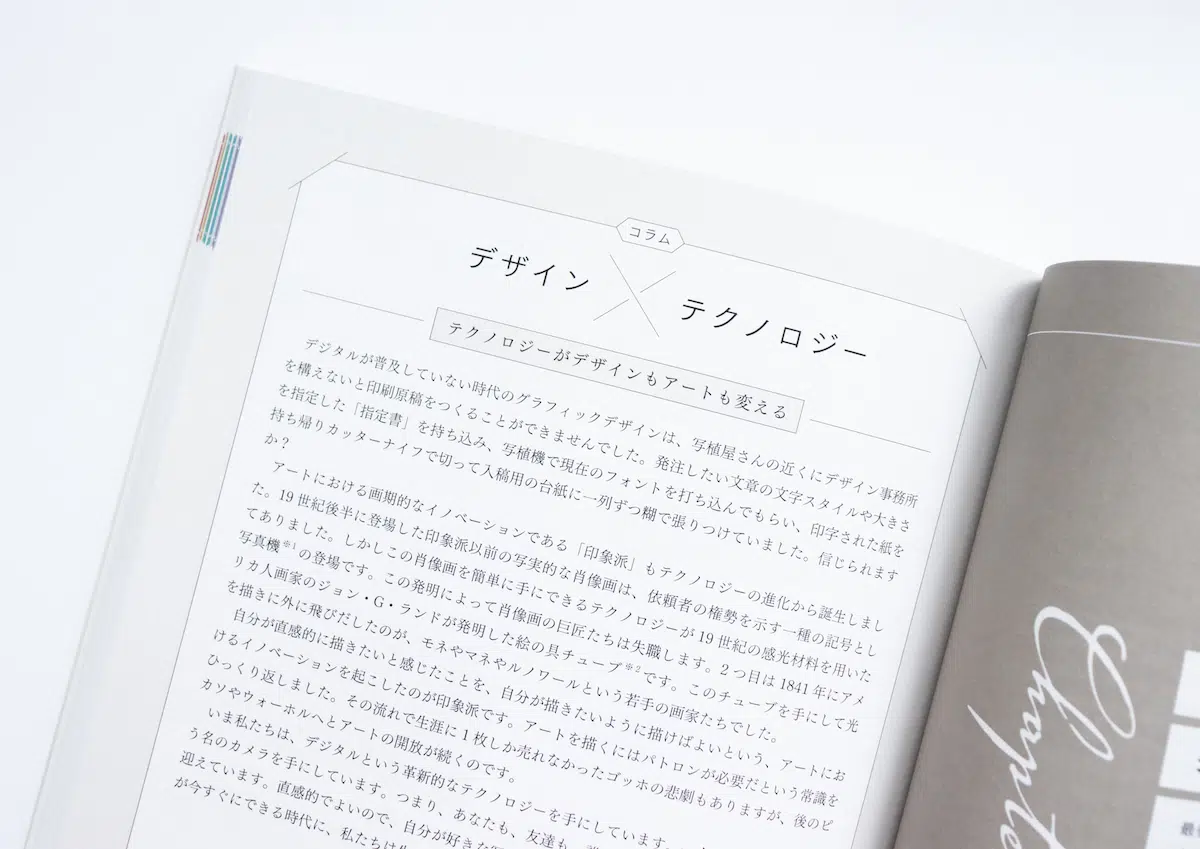 コラム
デザイン
テクノロジー
テクノロジーがデザインもアートも変える
デジタルが普及していない時代のグラフィックデザインは、写植屋さんの近くにデザイン事務所
を構えないと印刷原稿をつくることができませんでした。発注したい文章の文字スタイルや大きさ
を指定した「指定書」を持ち込み、写植機で現在のフォントを打ち込んでもらい、印字された紙を
持ち帰りカッターナイフで切って入稿用の台紙に一列ずつ糊で張りつけていました。信じられます
か?
アートにおける画期的なイノベーションである「印象派」もテクノロジーの進化から誕生しまし
た。19世紀後半に登場した印象派以前の写実的な肖像画は、依頼者の権勢を示す一種の記号とし
てありました。しかしこの肖像画を簡単に手にできるテクノロジーが19世紀の感光材料を用いた
写真機※1の登場です。この発明によって肖像画の巨匠たちは失職します。2つ目は1841年にアメ
リカ人画家のジョン・G・ランドが発明した絵の具チューブ※2です。このチューブを手にして光
を描きに外に飛びだしたのが、モネやマネやルノワールという若手の画家たちでした。
自分が直感的に描きたいと感じたことを、自分が描きたいように描けばよいという、アートにお
けるイノベーションを起こしたのが印象派です。アートを描くにはパトロンが必要だという常識を
ひっくり返しました。その流れで生涯に1枚しか売れなかったゴッホの悲劇もありますが、後のピ
カソやウォーホルへとアートの開放が続くのです。
いま私たちは、デジタルという革新的なテクノロジーを手にしています。
う名のカメラを手にしています。つまり、あなたも、友達も、
迎えています。直感的でよいので、自分が好きな
が今すぐにできる時代に、私たちは
Chapte